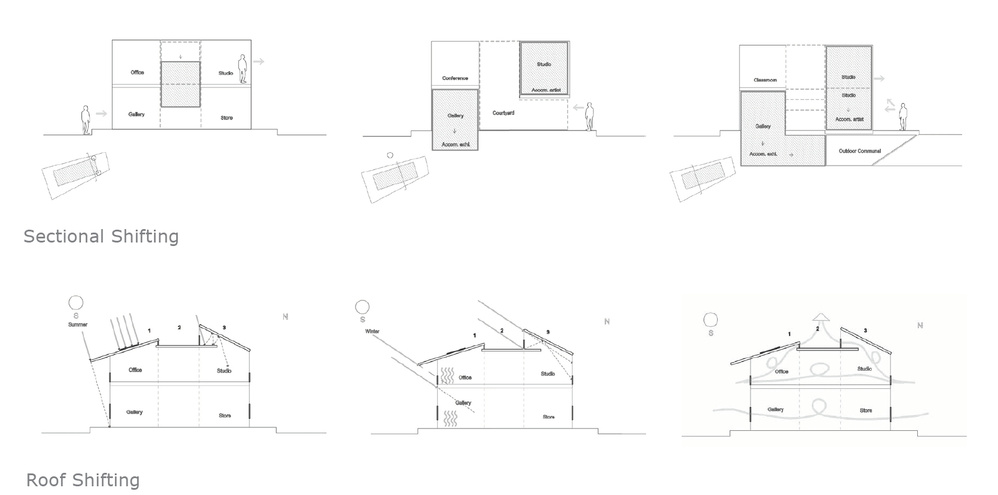 Office
Studio
Gallery
Store
Conference
Studio
Accom. artist
Gallery
Courtyard
Accom. exhi.
Classroom
Studio
Studio
Accom. artist
Gallery
Accom. exhi.
Outdoor Communal
Sectional Shifting
S
Summer
1
2
3
N
Office
Studio
Gallery
Store
S
Winter
1
2
3
N
Office
Studio
Gallery
Store
S
1
2
3
N
Office
Studio
Gallery
Store
Roof Shifting